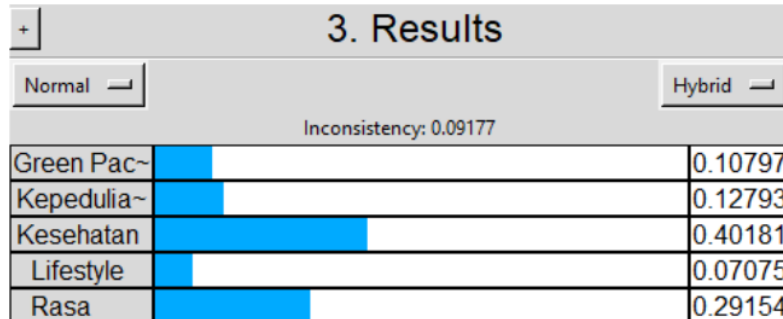 + 3. Results
Normal Hybrid
Inconsistency: 0.09177
Green Pac~ 0.10797
Kepedulia~ 0.12793
Kesehatan 0.40181
Lifestyle 0.07075
Rasa 0.29154